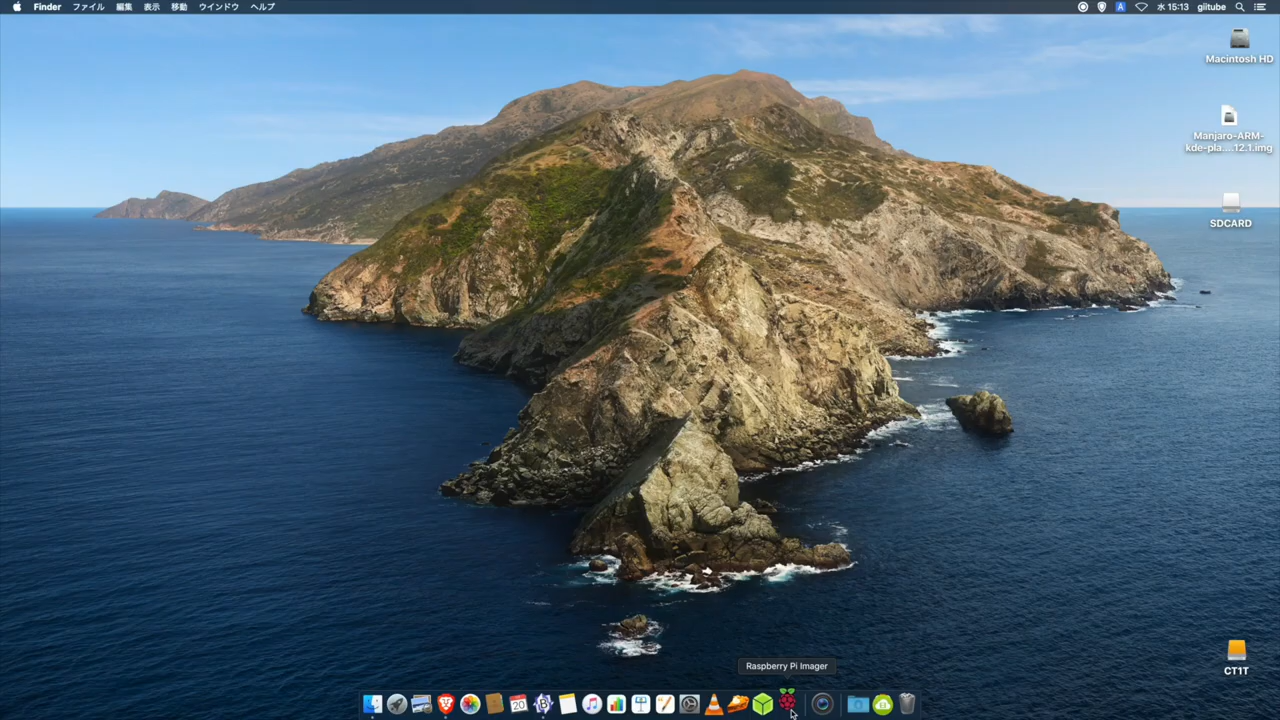 Finder ファイル 編集 表示 移動 ウインドウ ヘルプ A 水 15:13 giitube
Macintosh HD
Manjaro-ARM-
kde-pla....12.1.img
SDCARD
CT1T
Raspberry Pi Imager
20